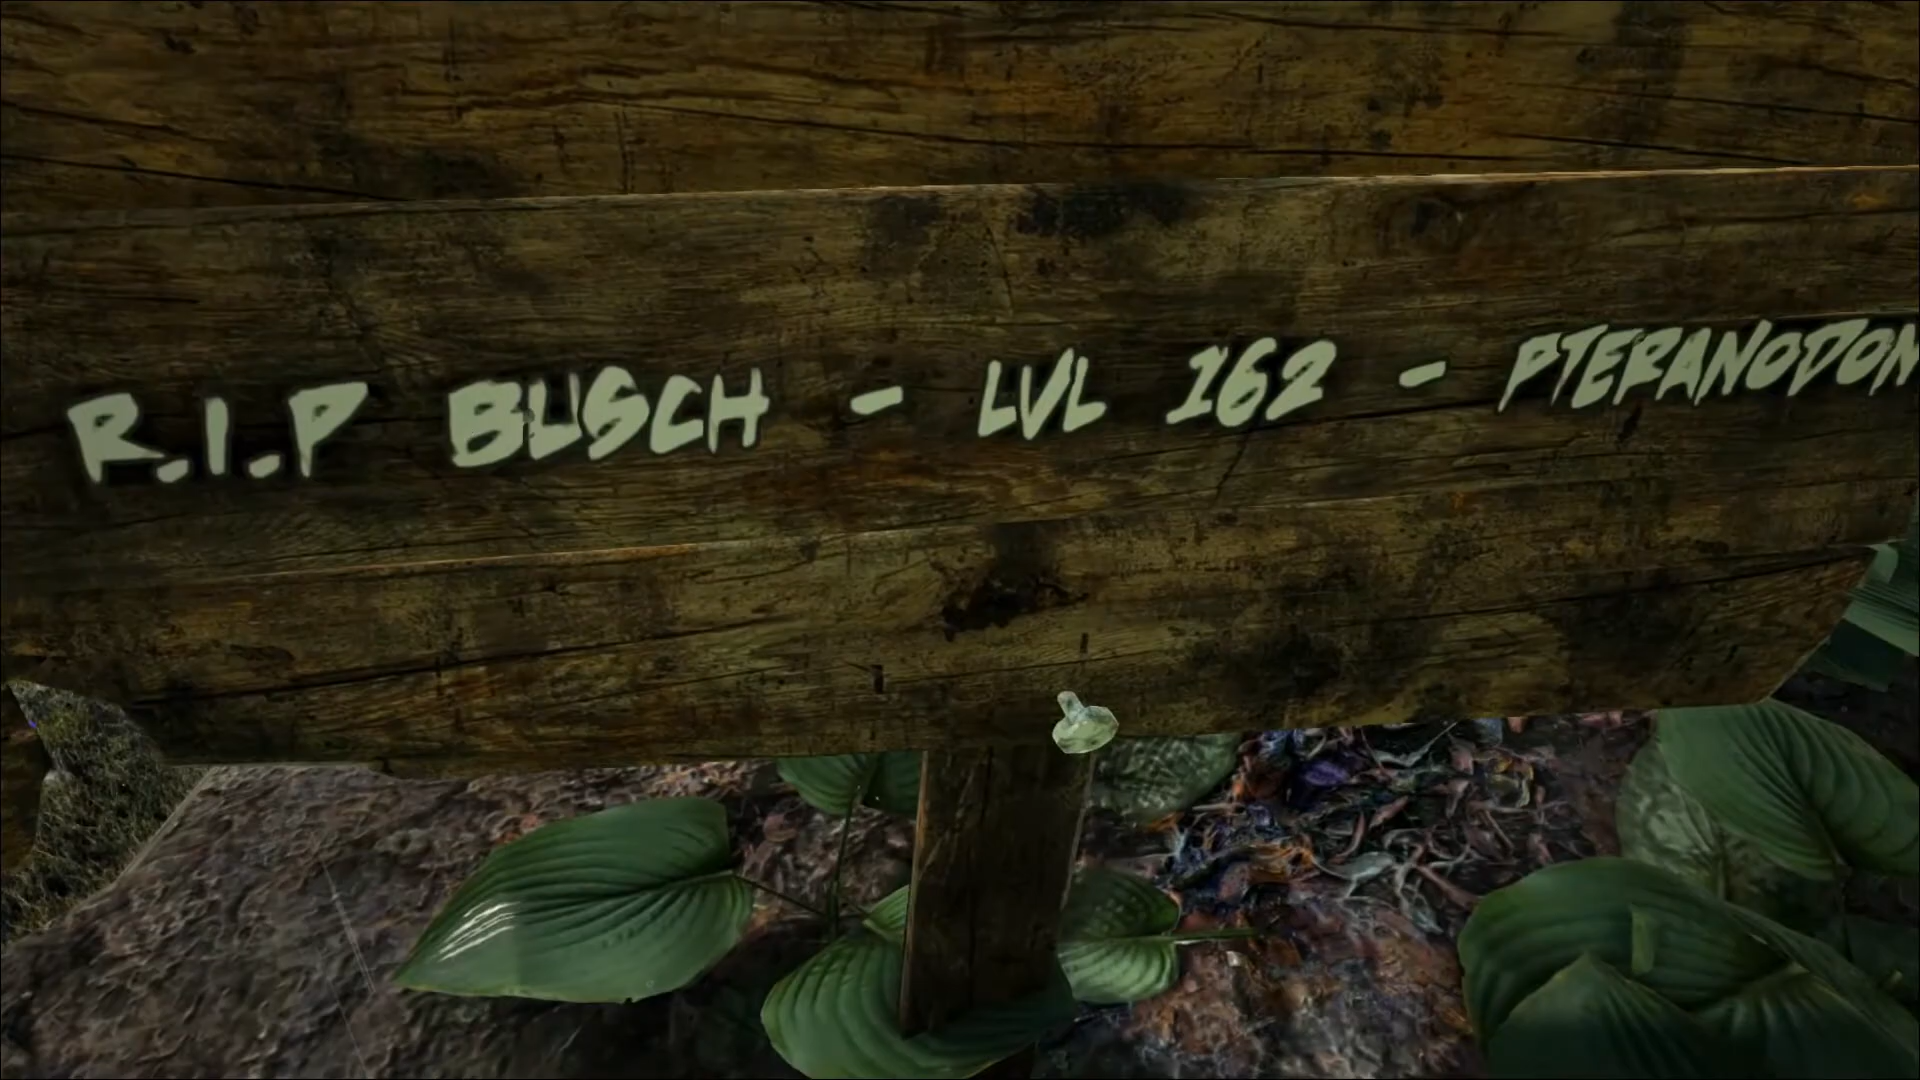 R.I.P BUSCH - LVL 162 - PTERANODON